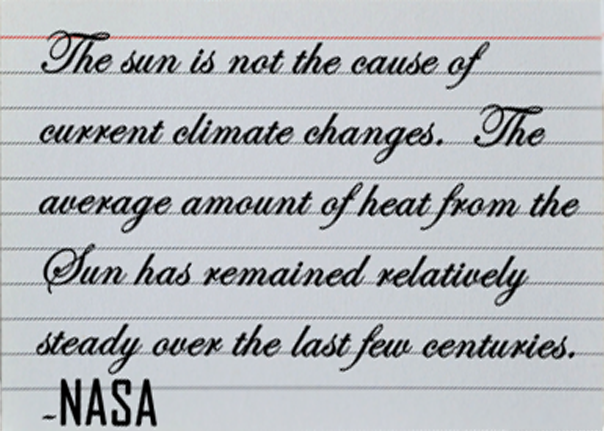 The sun is not the cause of
current climate changes.  The
average amount of heat from the
Sun has remained relatively
steady over the last few centuries.
-NASA